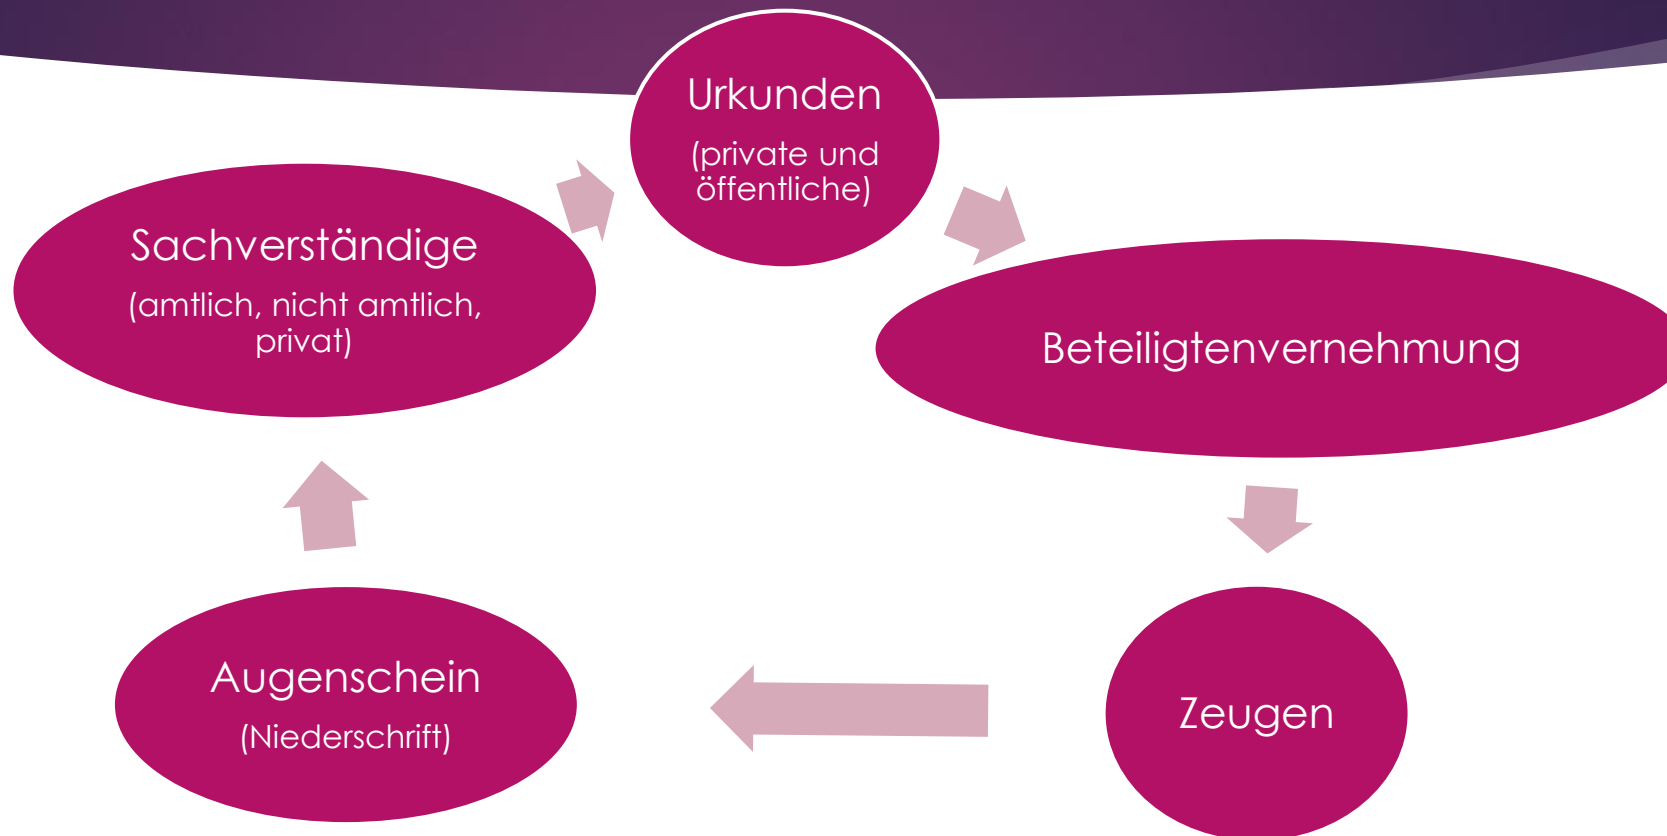 Urkunden
(private und
öffentliche)
Beteiligtenvernehmung
Zeugen
Augenschein
(Niederschrift)
Sachverständige
(amtlich, nicht amtlich,
privat)